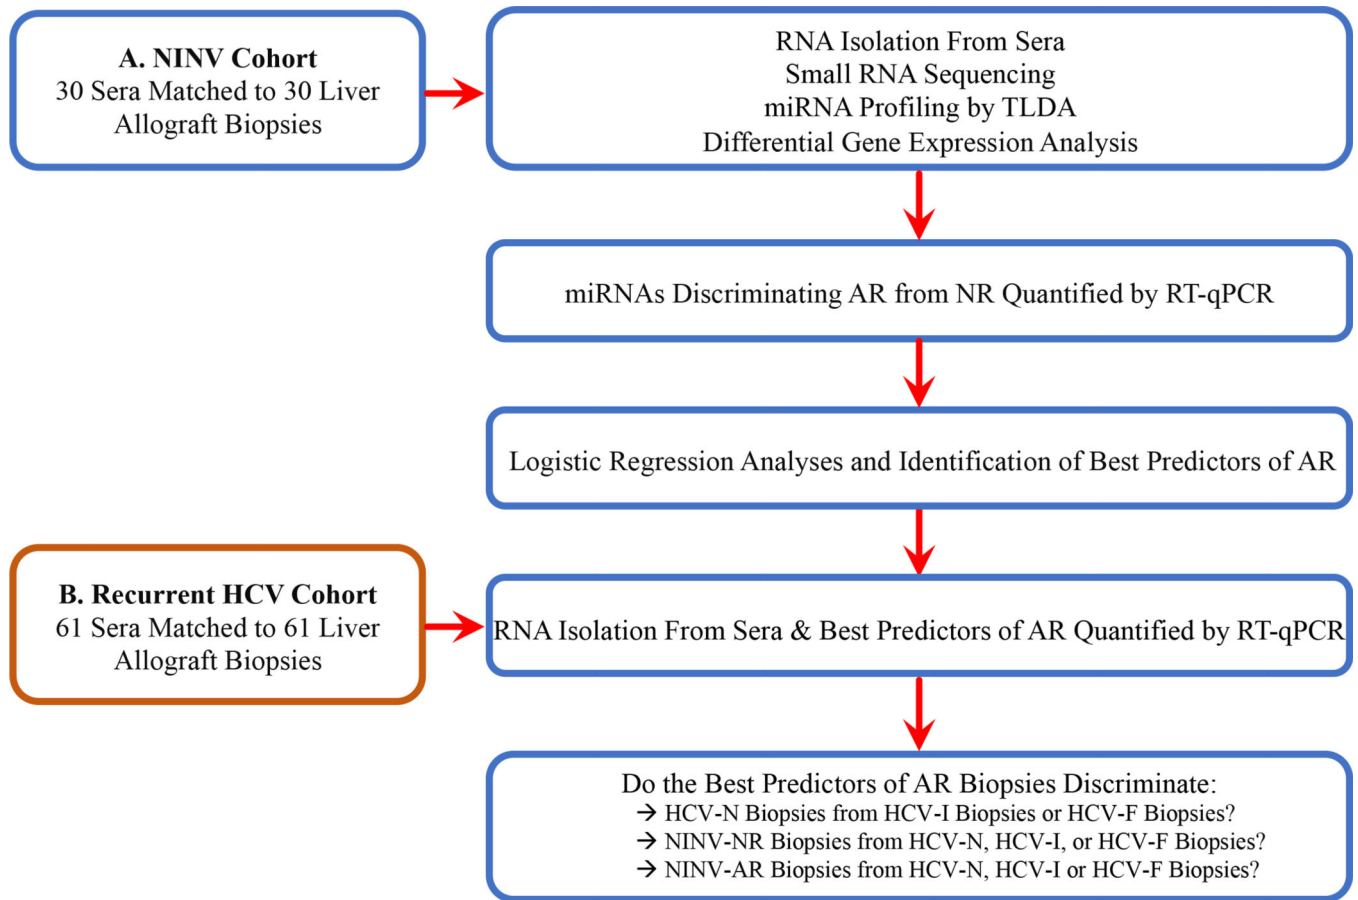 A. NINV Cohort
30 Sera Matched to 30 Liver
Allograft Biopsies
RNA Isolation From Sera
Small RNA Sequencing
miRNA Profiling by TLDA
Differential Gene Expression Analysis
miRNAs Discriminating AR from NR Quantified by RT-qPCR
Logistic Regression Analyses and Identification of Best Predictors of AR
B. Recurrent HCV Cohort
61 Sera Matched to 61 Liver
Allograft Biopsies
RNA Isolation From Sera & Best Predictors of AR Quantified by RT-qPCR
Do the Best Predictors of AR Biopsies Discriminate:
→ HCV-N Biopsies from HCV-I Biopsies or HCV-F Biopsies?
→ NINV-NR Biopsies from HCV-N, HCV-I, or HCV-F Biopsies?
→ NINV-AR Biopsies from HCV-N, HCV-I or HCV-F Biopsies?